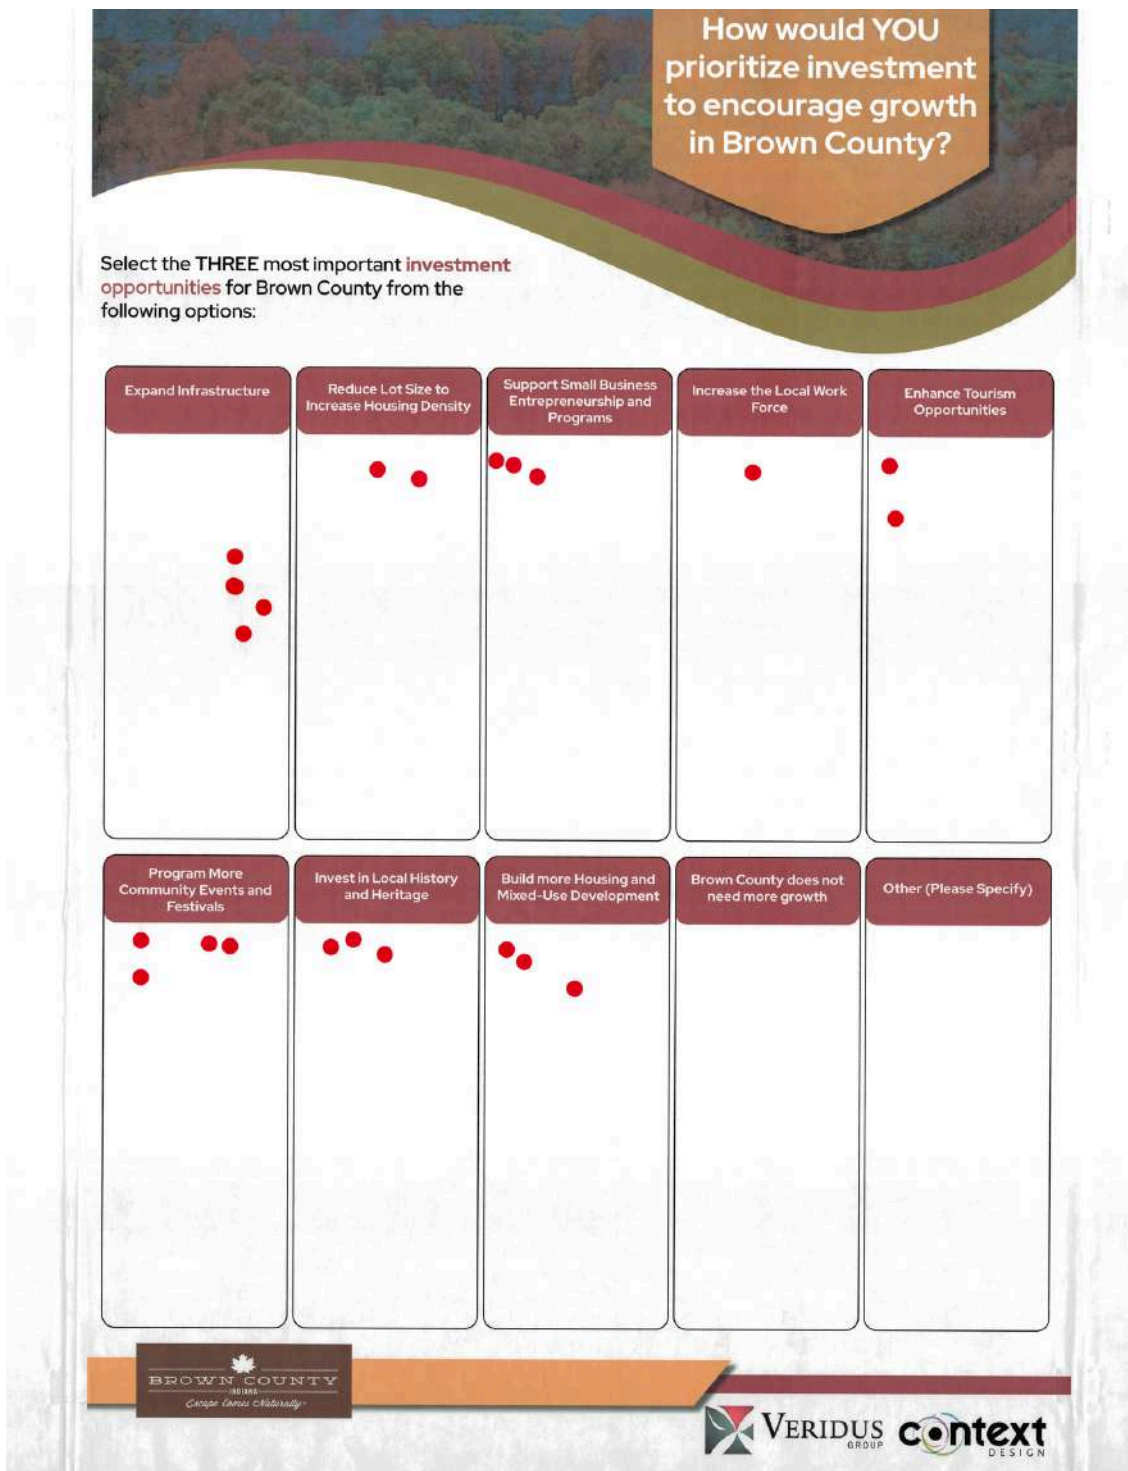 How would YOU
prioritize investment
to encourage growth
in Brown County?
Select the THREE most important investment
opportunities for Brown County from the
following options:
Expand Infrastructure
Reduce Lot Size to
Increase Housing Density
Support Small Business
Entrepreneurship and
Programs
Increase the Local Work
Force
Enhance Tourism
Opportunities
Program More
Community Events and
Festivals
Invest in Local History
and Heritage
Build more Housing and
Mixed-Use Development
Brown County does not
need more growth
Other (Please Specify)
BROWN COUNTY
INDIANA
Escape Comes Naturally
VERIDUS
GROUP
context
DESIGN